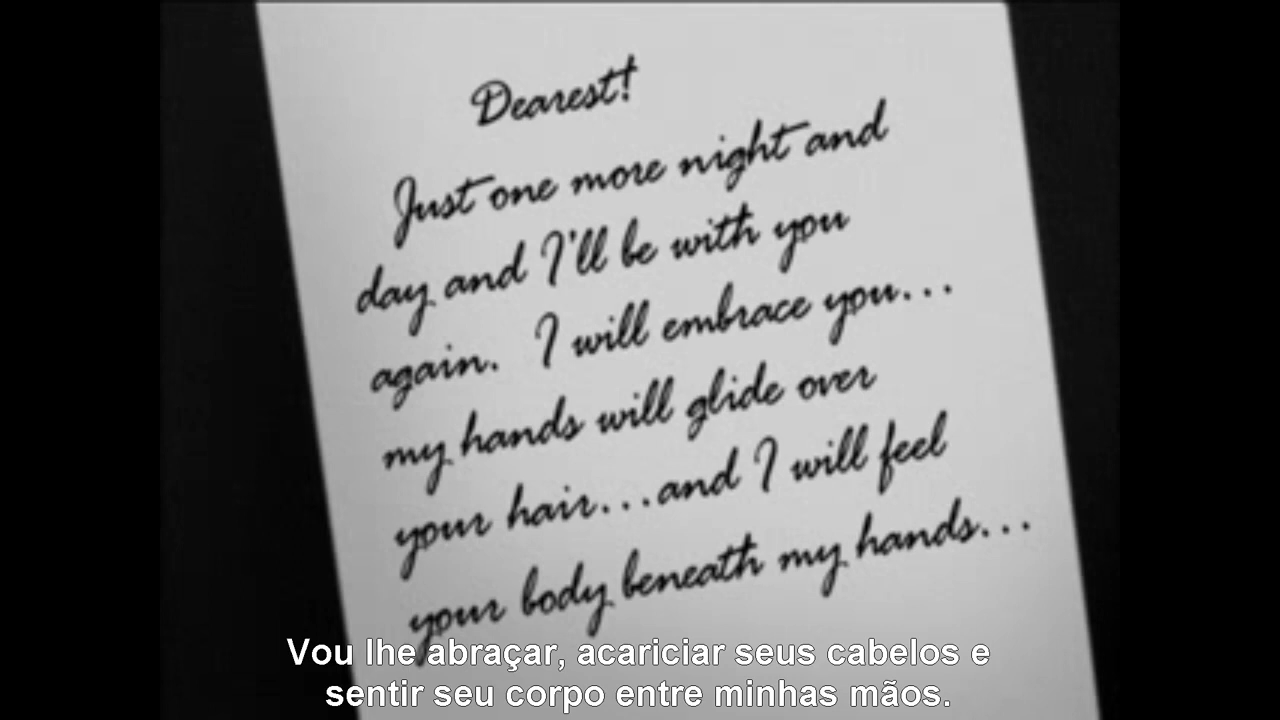 Dearest!
Just one more night and
day and I'll be with you
again. I will embrace you...
my hands will glide over
your hair...and I will feel
your body beneath my hands...
Vou lhe abraçar, acariciar seus cabelos e
sentir seu corpo entre minhas mãos.